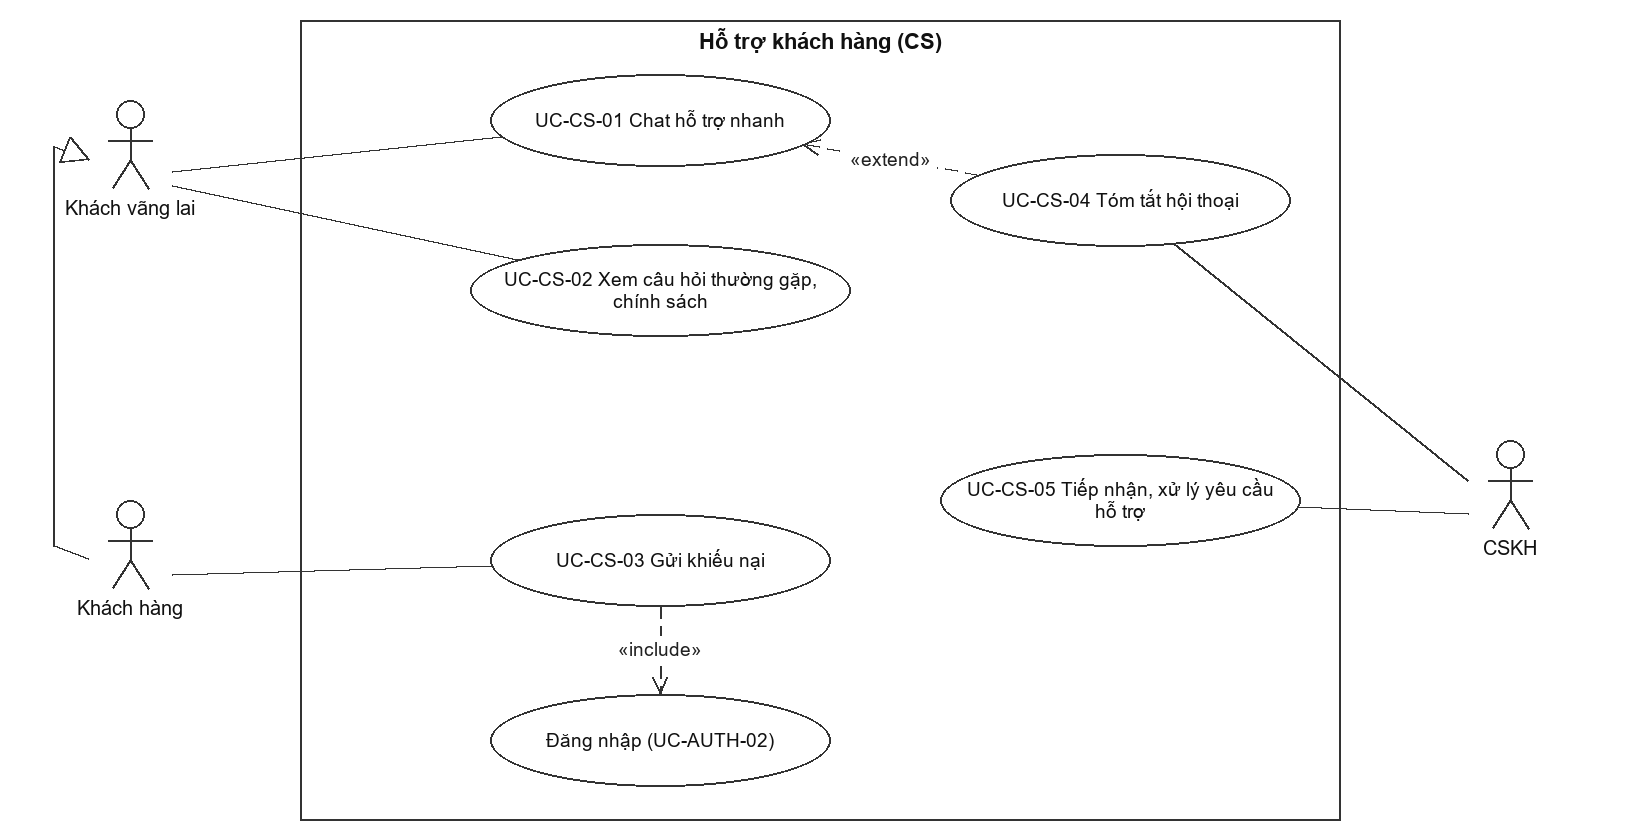 Hỗ trợ khách hàng (CS)
UC-CS-01 Chat hỗ trợ nhanh
«extend»
UC-CS-04 Tóm tắt hội thoại
Khách vãng lai
UC-CS-02 Xem câu hỏi thường gặp,
chính sách
UC-CS-05 Tiếp nhận, xử lý yêu cầu
hỗ trợ
CSKH
UC-CS-03 Gửi khiếu nại
Khách hàng
«include»
Đăng nhập (UC-AUTH-02)